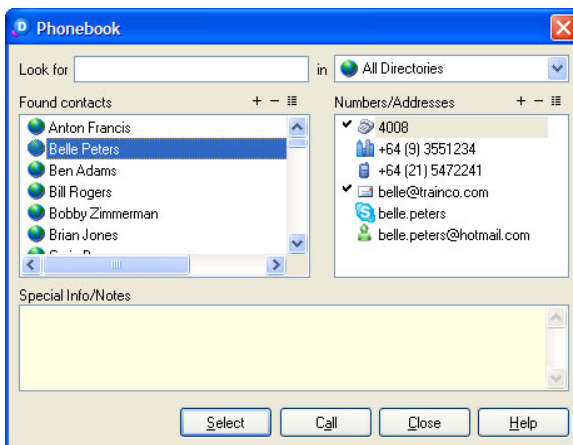 Phonebook
Look for in All Directories
Found contacts
Anton Francis
Belle Peters
Ben Adams
Bill Rogers
Bobby Zimmerman
Brian Jones
Numbers/Addresses
4008
+64 (9) 3551234
+64 (21) 5472241
belle@trainco.com
belle.peters
belle.peters@hotmail.com
Special Info/Notes
Select Call Close Help